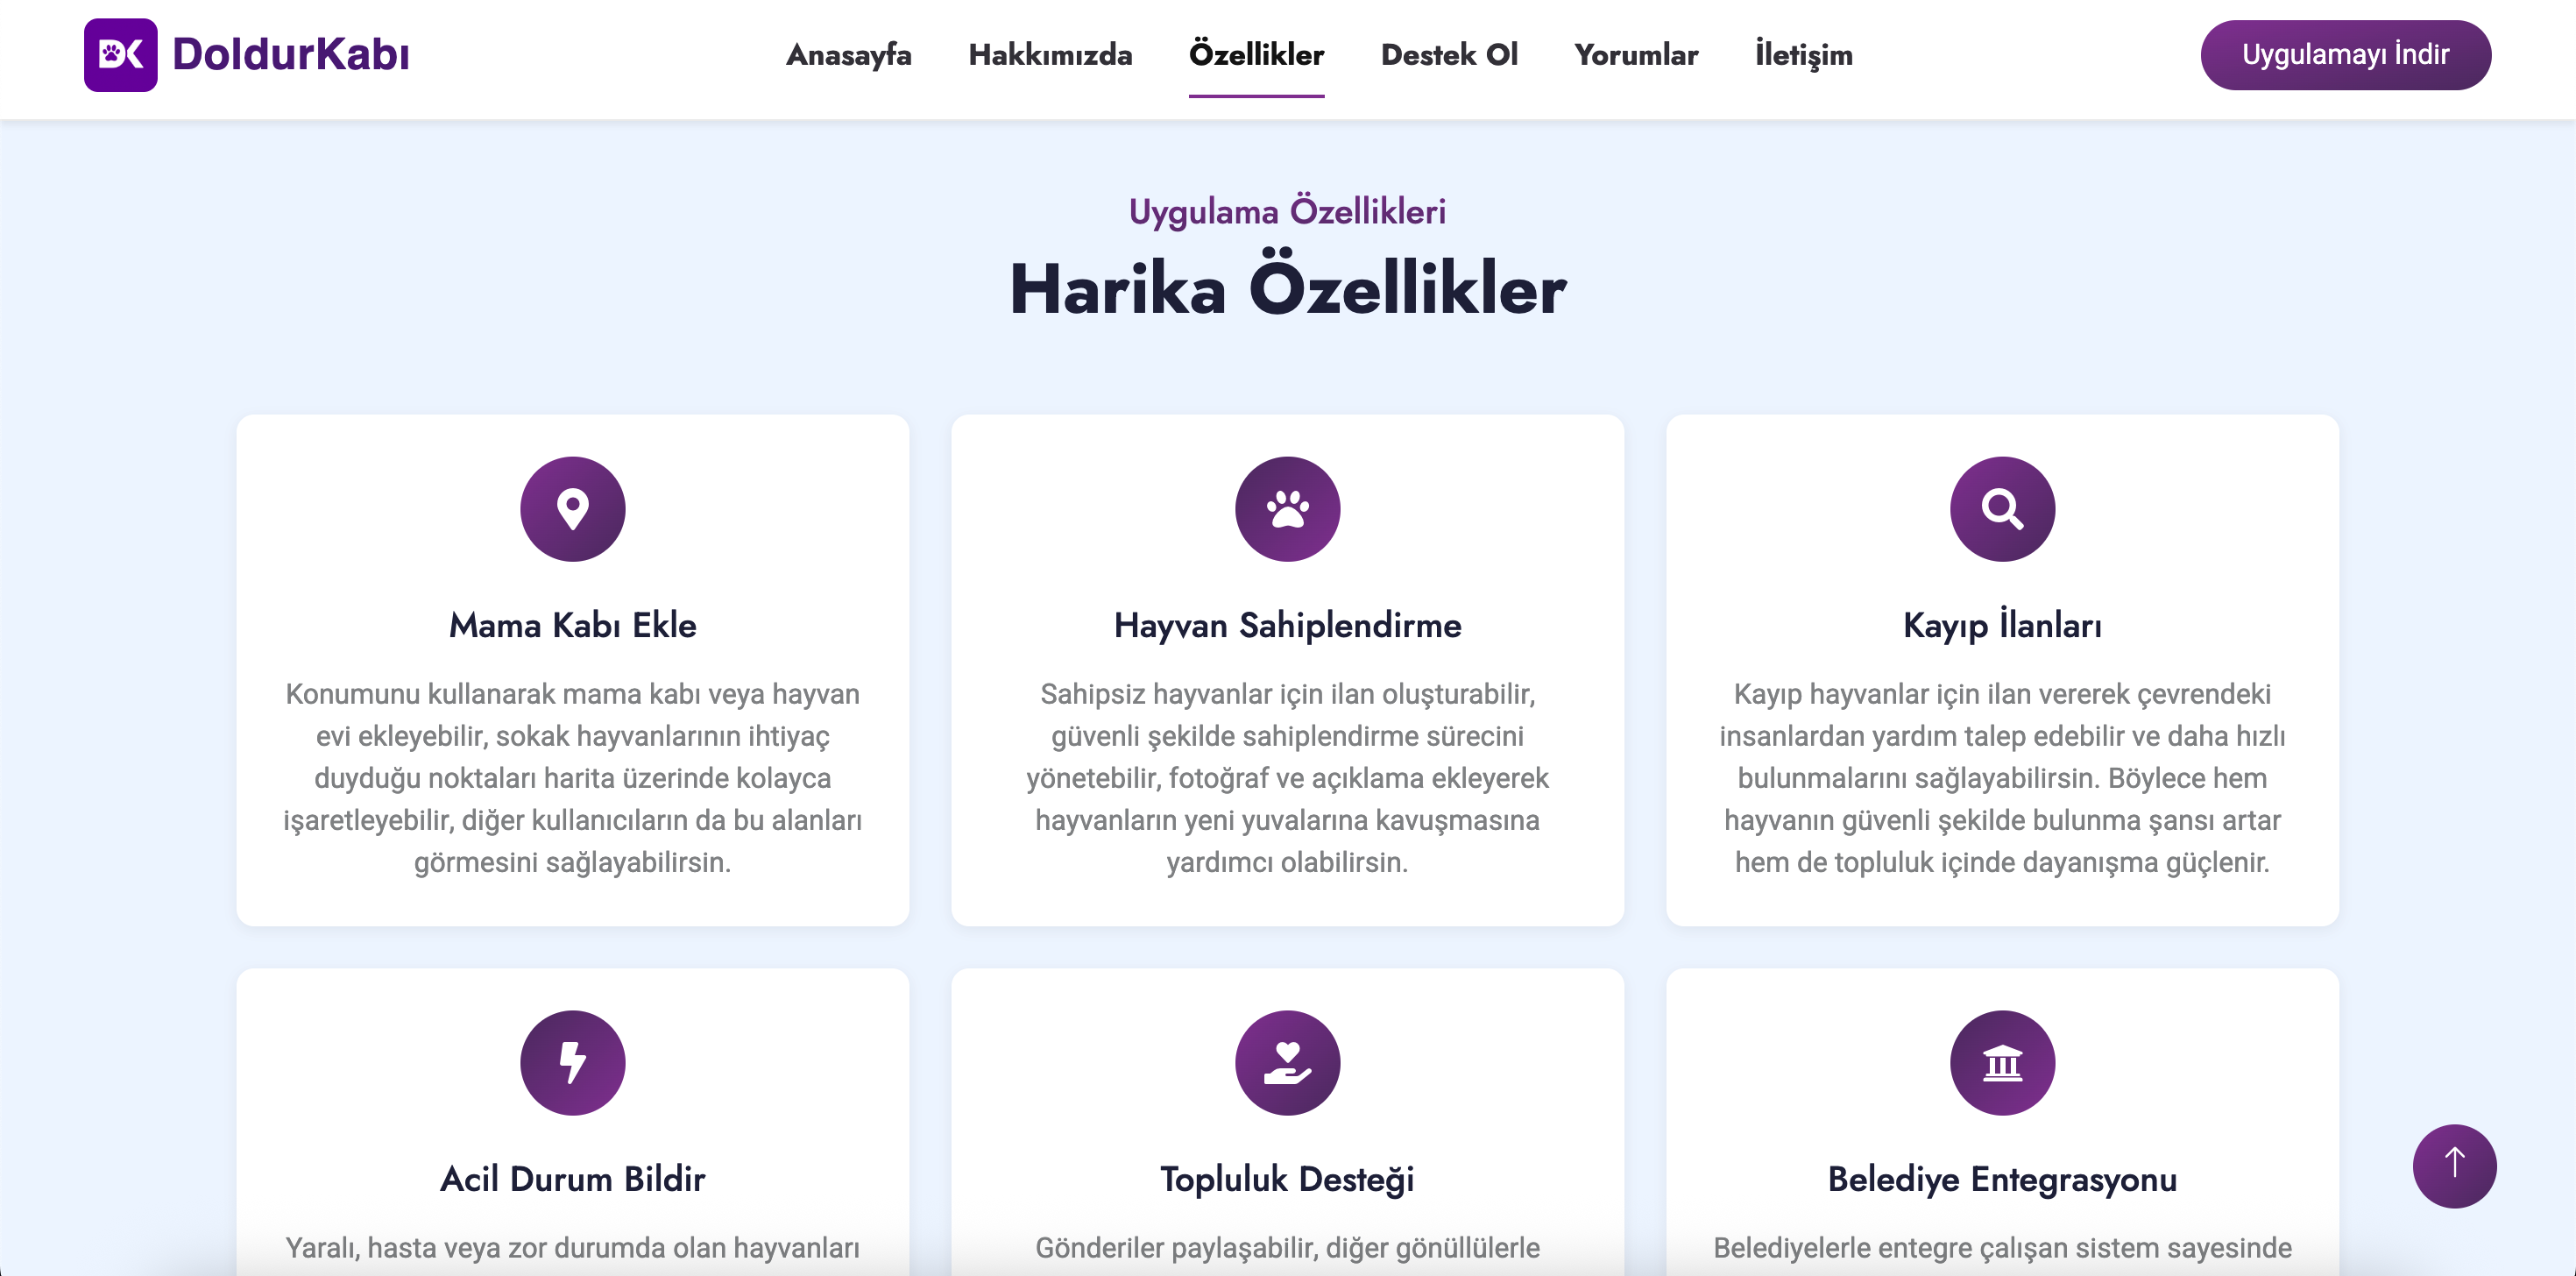 DK DoldurKabı
Anasayfa Hakkımızda Özellikler Destek Ol Yorumlar İletişim
Uygulamayı İndir
Uygulama Özellikleri
Harika Özellikler
Mama Kabı Ekle
Konumunu kullanarak mama kabı veya hayvan
evi ekleyebilir, sokak hayvanlarının ihtiyaç
duyduğu noktaları harita üzerinde kolayca
işaretleyebilir, diğer kullanıcıların da bu alanları
görmesini sağlayabilirsin.
Hayvan Sahiplendirme
Sahipsiz hayvanlar için ilan oluşturabilir,
güvenli şekilde sahiplendirme sürecini
yönetebilir, fotoğraf ve açıklama ekleyerek
hayvanların yeni yuvalarına kavuşmasına
yardımcı olabilirsin.
Kayıp İlanları
Kayıp hayvanlar için ilan vererek çevrendeki
insanlardan yardım talep edebilir ve daha hızlı
bulunmalarını sağlayabilirsin. Böylece hem
hayvanın güvenli şekilde bulunma şansı artar
hem de topluluk içinde dayanışma güçlenir.
Acil Durum Bildir
Yaralı, hasta veya zor durumda olan hayvanları
Topluluk Desteği
Gönderiler paylaşabilir, diğer gönüllülerle
Belediye Entegrasyonu
Belediyelerle entegre çalışan sistem sayesinde